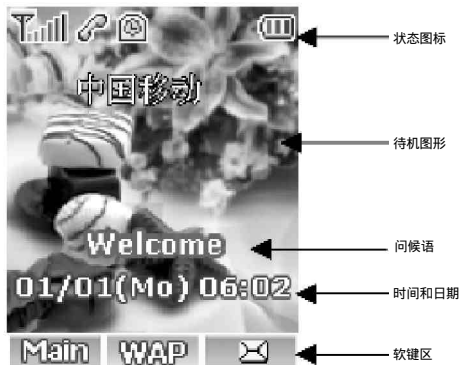 状态图标
中国移动
待机图形
Welcome
问候语
01/01(Mo) 06:02
时间和日期
Main WAP
软键区